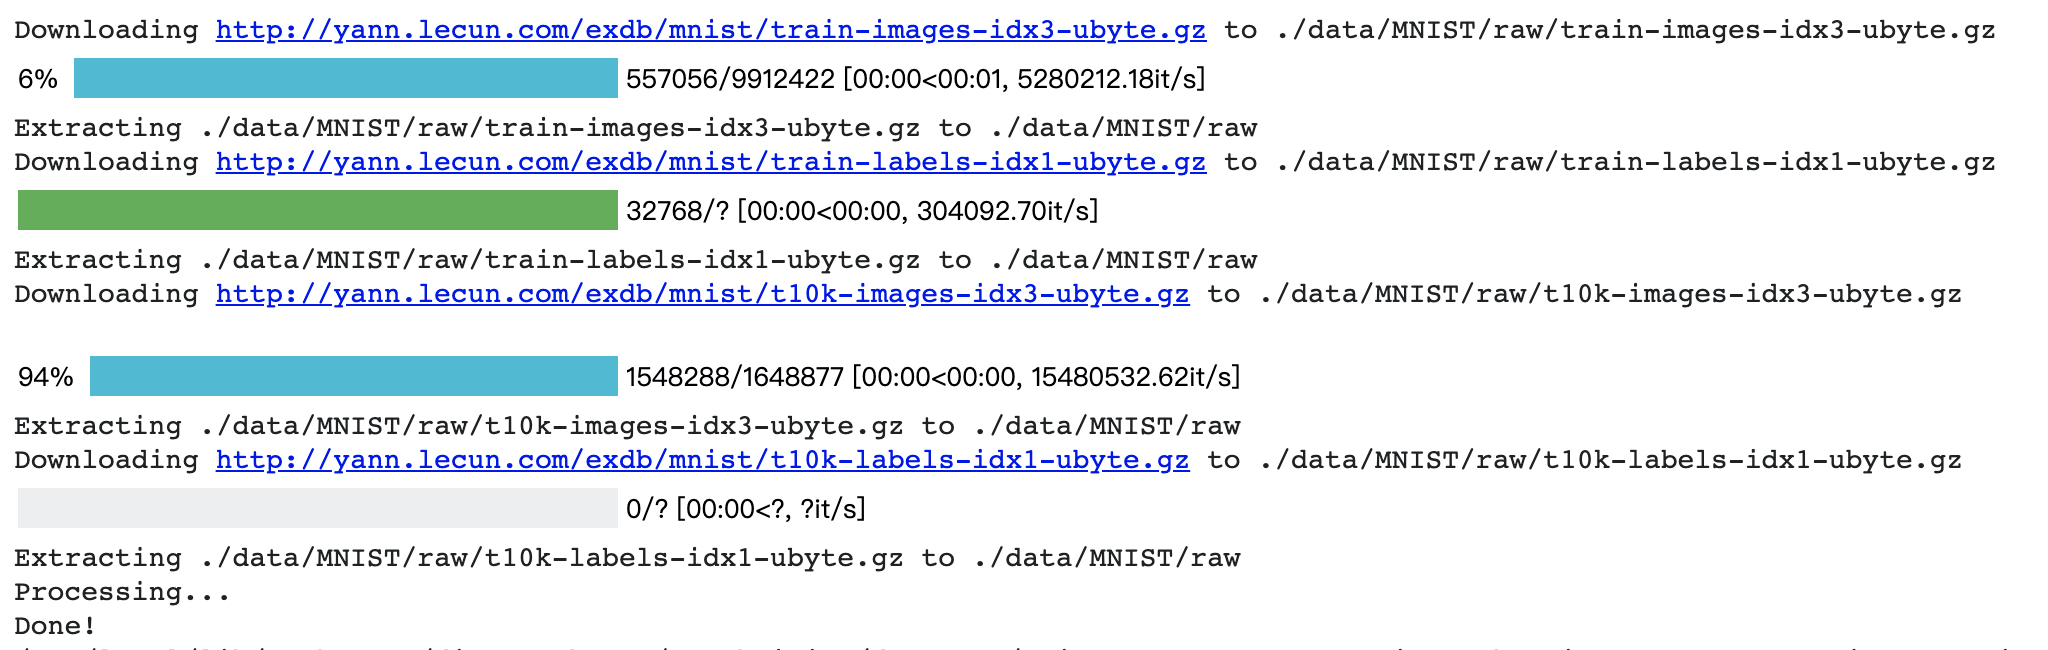 Downloading http://yann.lecun.com/exdb/mnist/train-images-idx3-ubyte.gz to ./data/MNIST/raw/train-images-idx3-ubyte.gz
6% 557056/9912422 [00:00<00:01, 5280212.18it/s]
Extracting ./data/MNIST/raw/train-images-idx3-ubyte.gz to ./data/MNIST/raw
Downloading http://yann.lecun.com/exdb/mnist/train-labels-idx1-ubyte.gz to ./data/MNIST/raw/train-labels-idx1-ubyte.gz
32768/? [00:00<00:00, 304092.70it/s]
Extracting ./data/MNIST/raw/train-labels-idx1-ubyte.gz to ./data/MNIST/raw
Downloading http://yann.lecun.com/exdb/mnist/t10k-images-idx3-ubyte.gz to ./data/MNIST/raw/t10k-images-idx3-ubyte.gz
94% 1548288/1648877 [00:00<00:00, 15480532.62it/s]
Extracting ./data/MNIST/raw/t10k-images-idx3-ubyte.gz to ./data/MNIST/raw
Downloading http://yann.lecun.com/exdb/mnist/t10k-labels-idx1-ubyte.gz to ./data/MNIST/raw/t10k-labels-idx1-ubyte.gz
0/? [00:00<?, ?it/s]
Extracting ./data/MNIST/raw/t10k-labels-idx1-ubyte.gz to ./data/MNIST/raw
Processing...
Done!